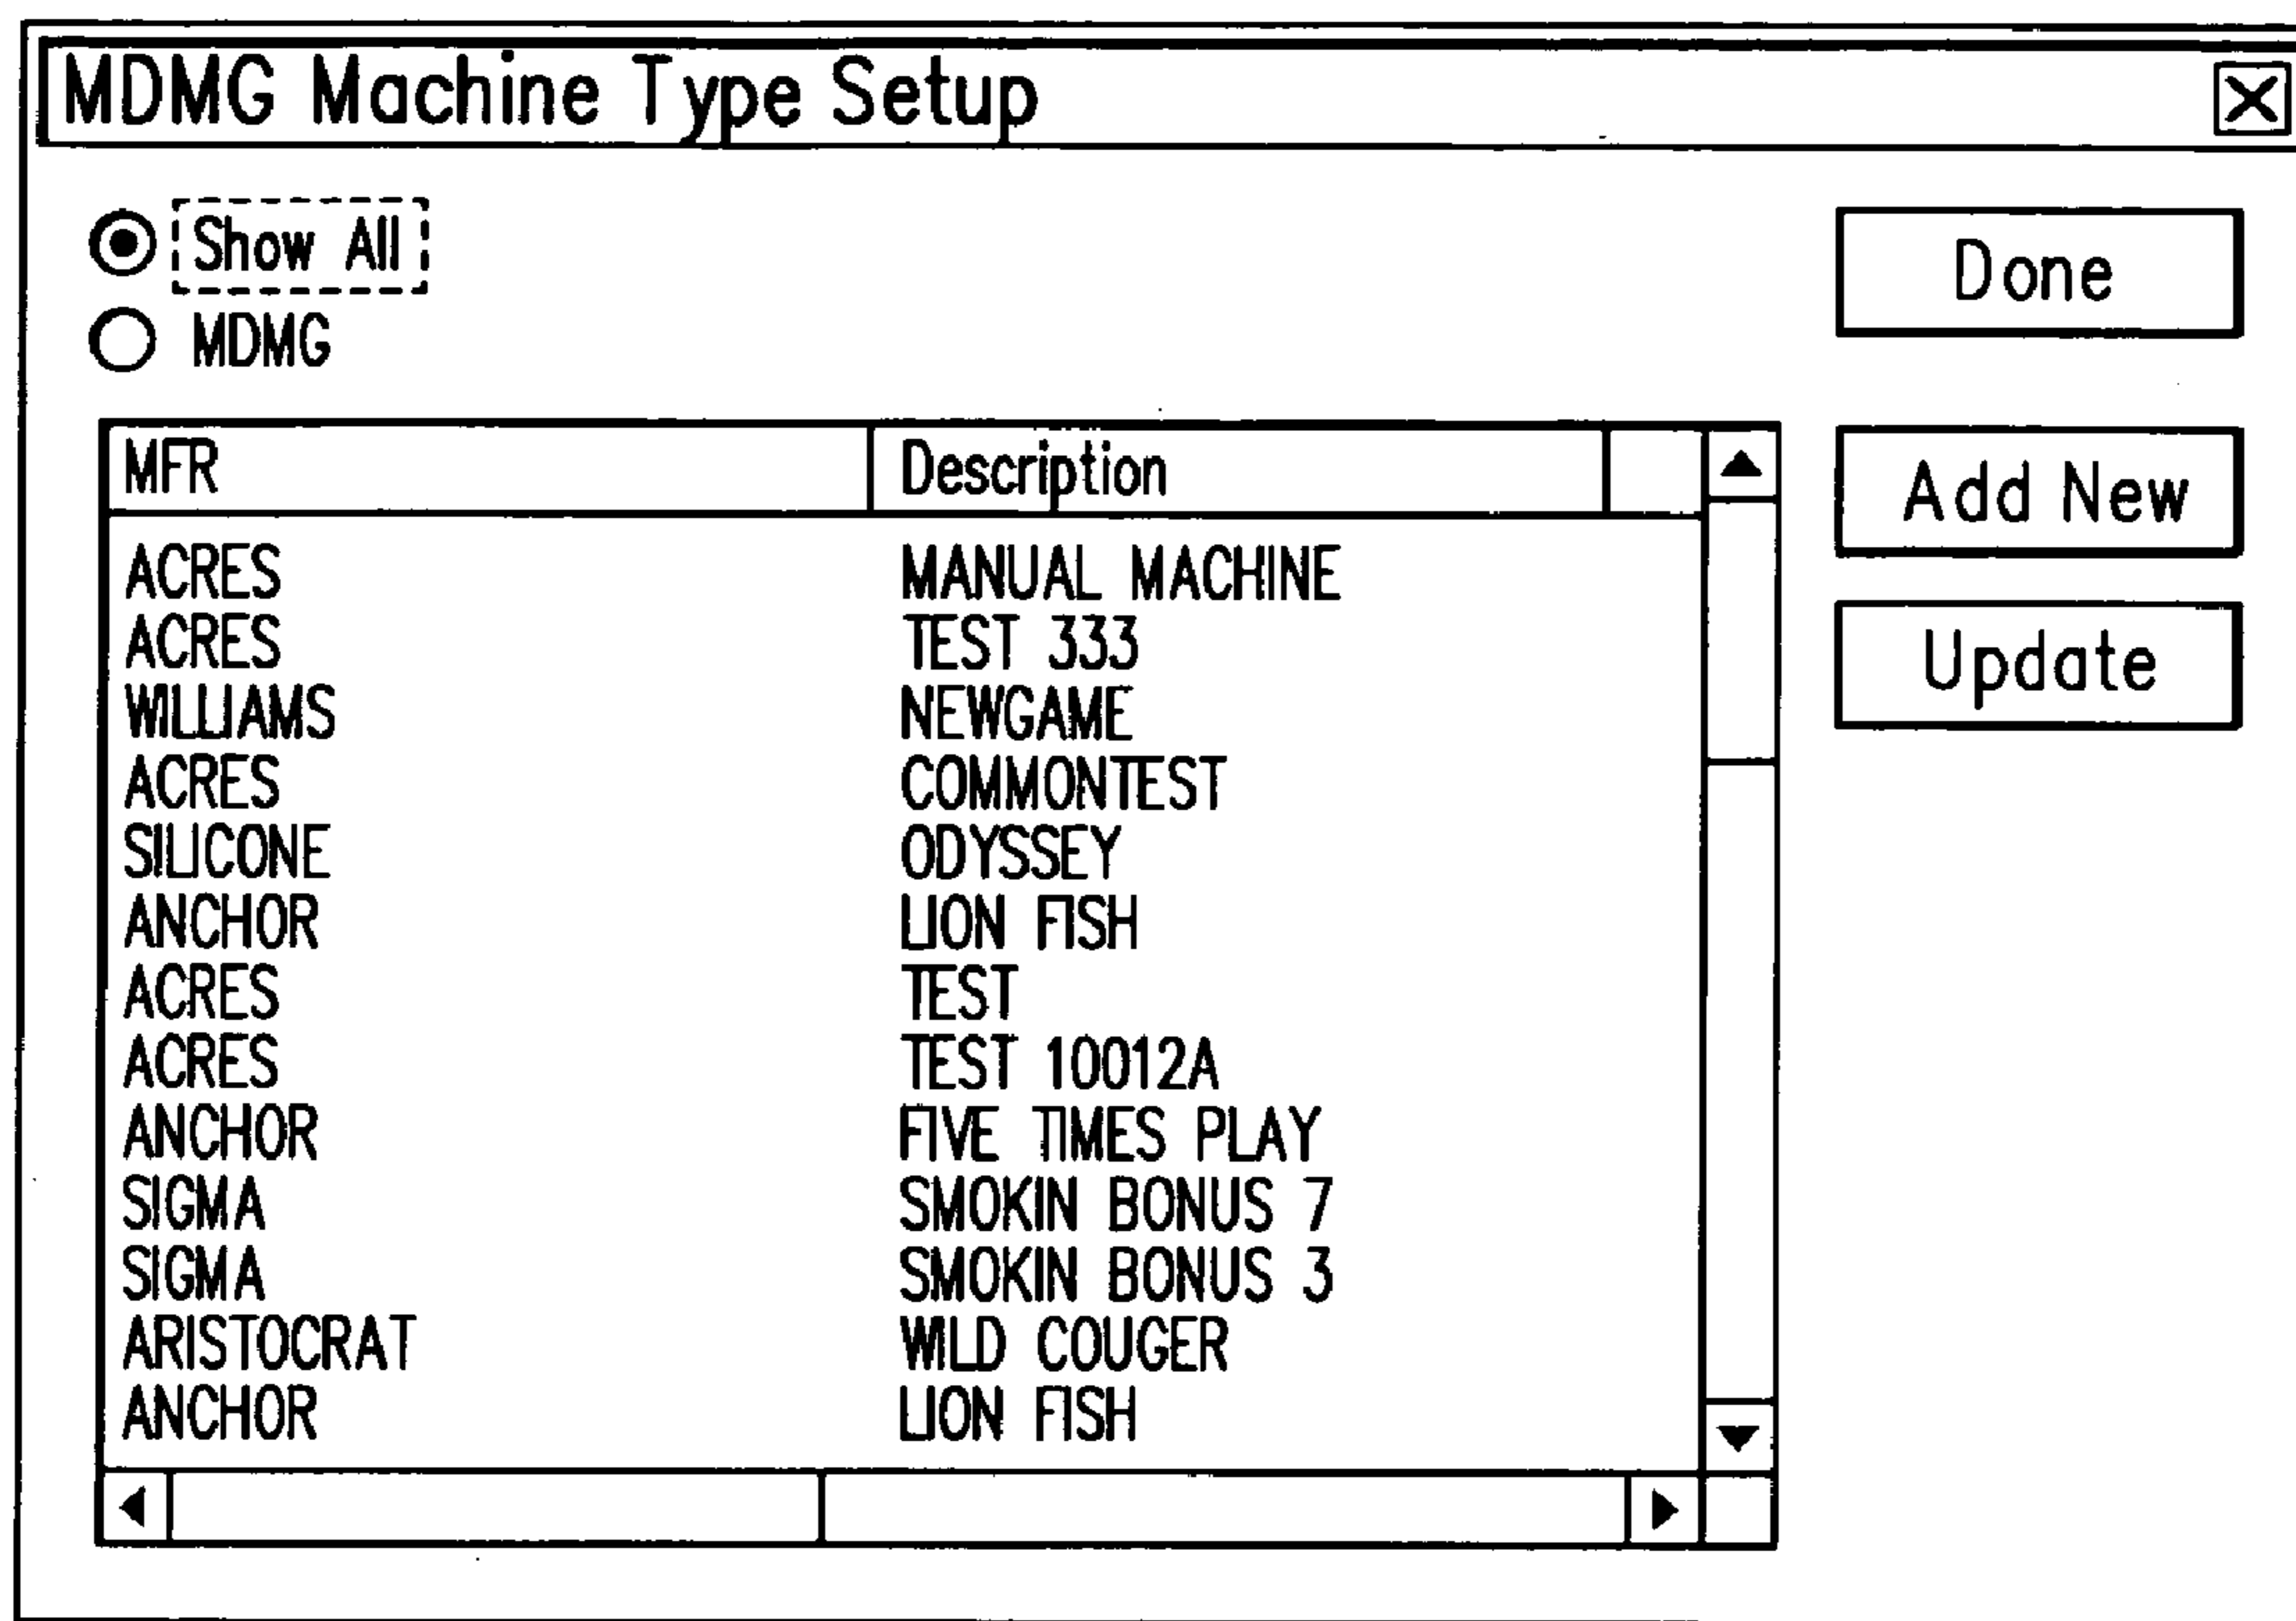 MDMG Machine Type Setup
Show All
MDMG
Done
Add New
Update
MFR Description
ACRES MANUAL MACHINE
ACRES TEST 333
WILLIAMS NEWGAME
ACRES COMMONTEST
SILICONE ODYSSEY
ANCHOR LION FISH
ACRES TEST
ACRES TEST 10012A
ANCHOR FIVE TIMES PLAY
SIGMA SMOKIN BONUS 7
SIGMA SMOKIN BONUS 3
ARISTOCRAT WILD COUGER
ANCHOR LION FISH